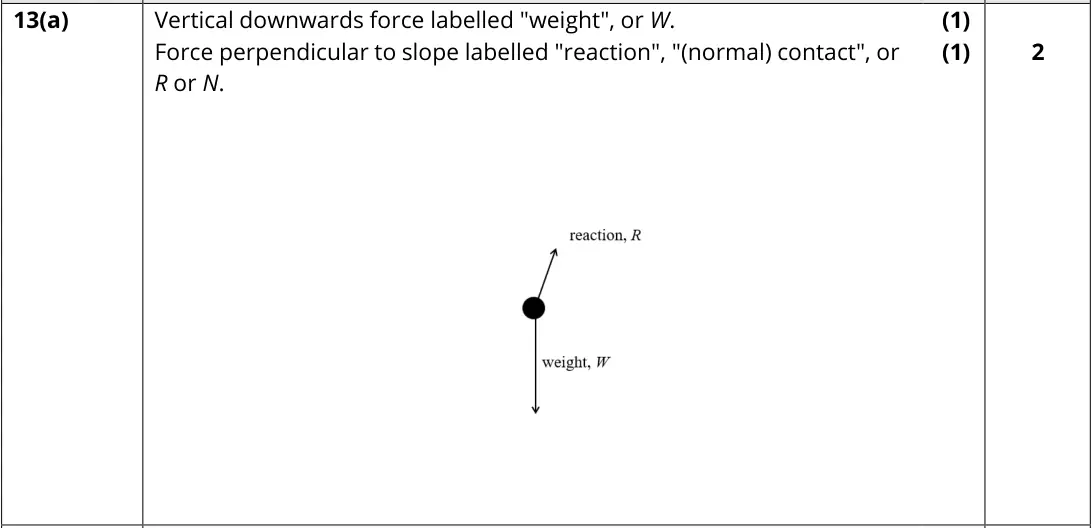 13(a)
Vertical downwards force labelled "weight", or W. (1)
Force perpendicular to slope labelled "reaction", "(normal) contact", or (1) 2
R or N.
reaction, R
weight, W